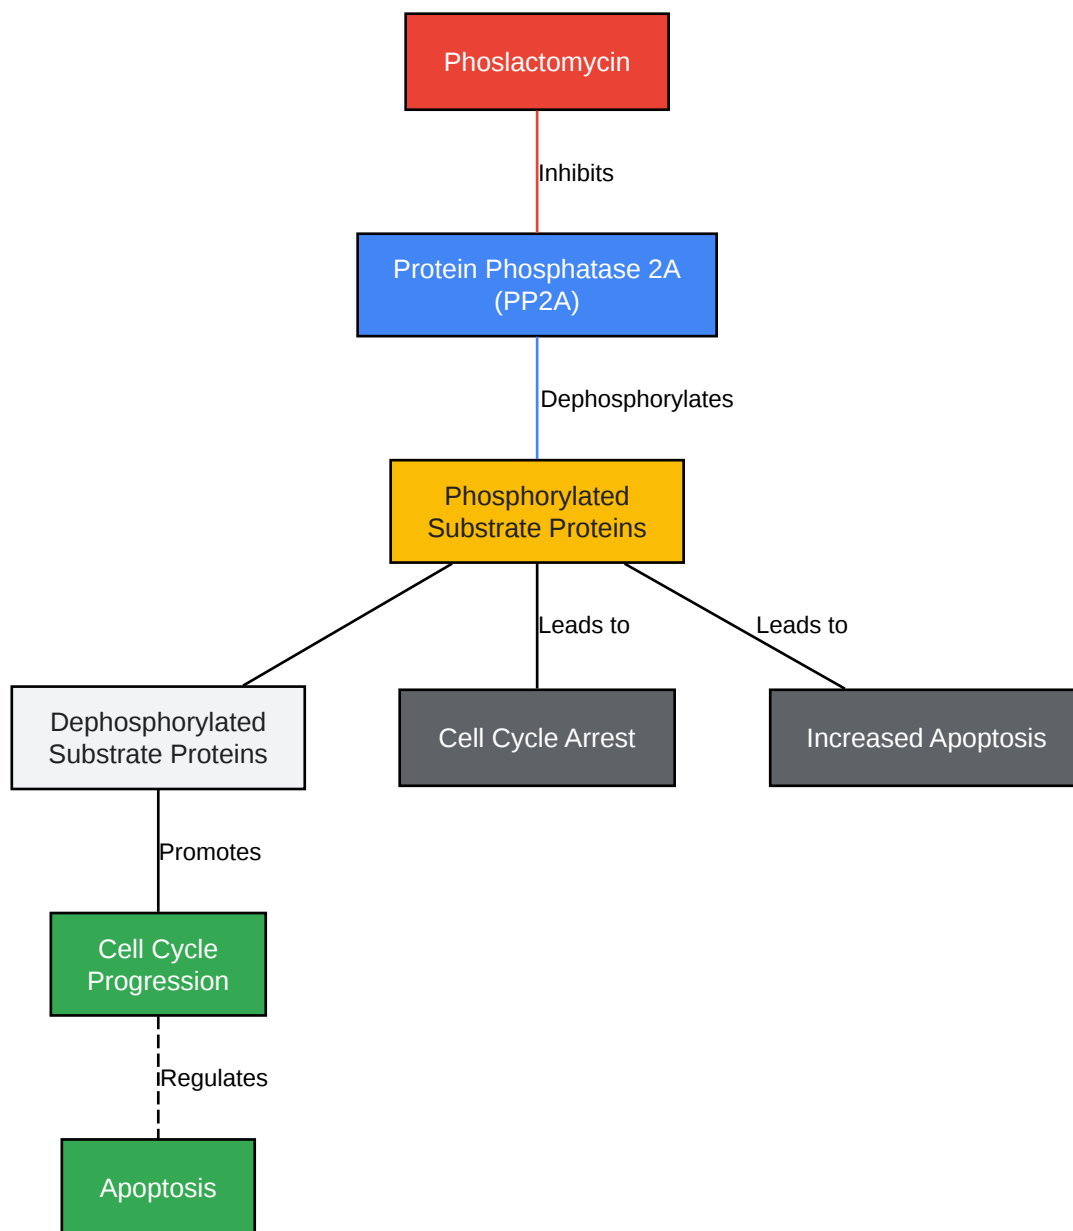 Phoslactomycin
Inhibits
Protein Phosphatase 2A
(PP2A)
Dephosphorylates
Phosphorylated
Substrate Proteins
Leads to
Leads to
Dephosphorylated
Substrate Proteins
Cell Cycle Arrest
Increased Apoptosis
Promotes
Cell Cycle
Progression
Regulates
Apoptosis